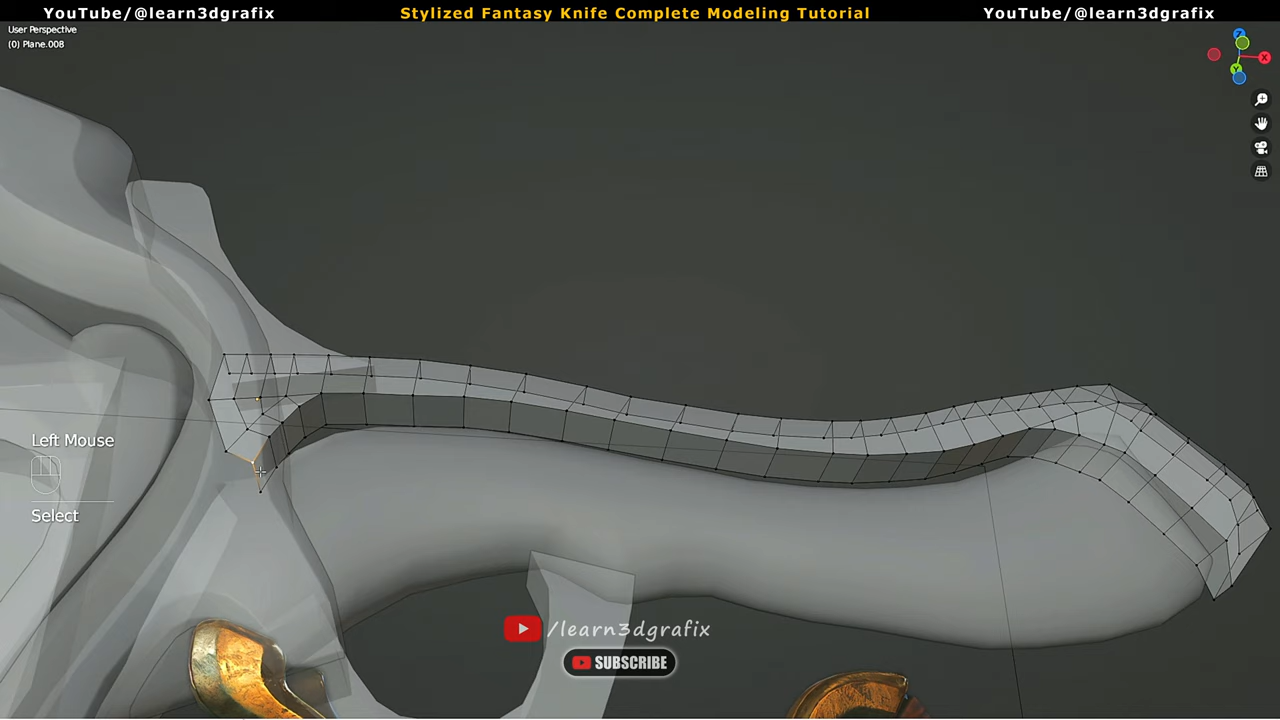 YouTube/@learn3dgrafix
Stylized Fantasy Knife Complete Modeling Tutorial
YouTube/@learn3dgrafix
User Perspective
(0) Plane.008
Z
X
Y
Left Mouse
Select
/learn3dgrafix
SUBSCRIBE